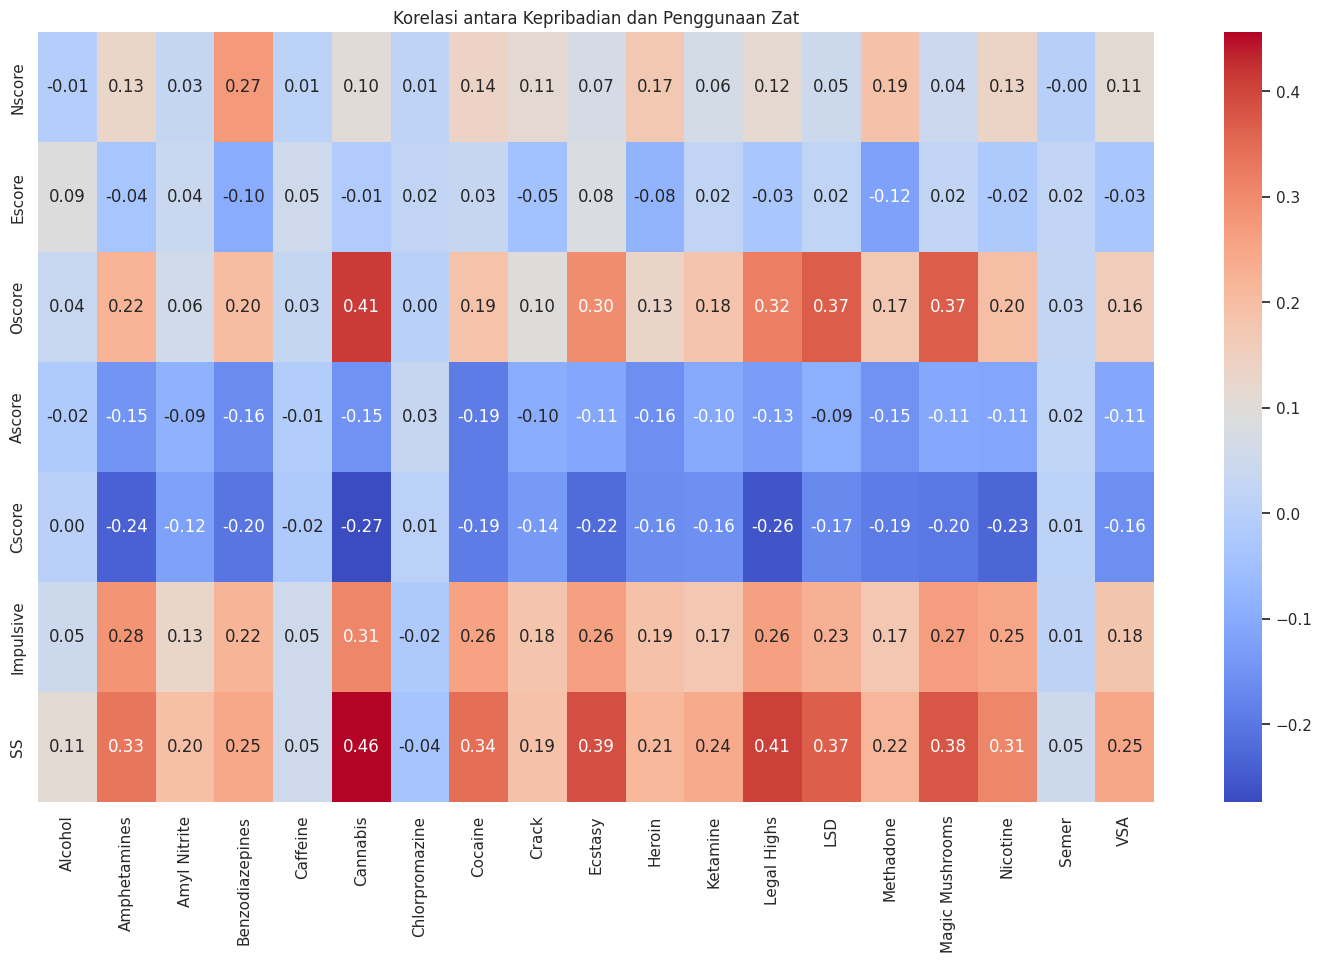 Korelasi antara Kepribadian dan Penggunaan Zat
Nscore -0.01 0.13 0.03 0.27 0.01 0.10 0.01 0.14 0.11 0.07 0.17 0.06 0.12 0.05 0.19 0.04 0.13 -0.00 0.11
Escore 0.09 -0.04 0.04 -0.10 0.05 -0.01 0.02 0.03 -0.05 0.08 -0.08 0.02 -0.03 0.02 -0.12 0.02 -0.02 0.02 -0.03
Oscore 0.04 0.22 0.06 0.20 0.03 0.41 0.00 0.19 0.10 0.30 0.13 0.18 0.32 0.37 0.17 0.37 0.20 0.03 0.16
Ascore -0.02 -0.15 -0.09 -0.16 -0.01 -0.15 0.03 -0.19 -0.10 -0.11 -0.16 -0.10 -0.13 -0.09 -0.15 -0.11 -0.11 0.02 -0.11
Cscore 0.00 -0.24 -0.12 -0.20 -0.02 -0.27 0.01 -0.19 -0.14 -0.22 -0.16 -0.16 -0.26 -0.17 -0.19 -0.20 -0.23 0.01 -0.16
Impulsive 0.05 0.28 0.13 0.22 0.05 0.31 -0.02 0.26 0.18 0.26 0.19 0.17 0.26 0.23 0.17 0.27 0.25 0.01 0.18
SS 0.11 0.33 0.20 0.25 0.05 0.46 -0.04 0.34 0.19 0.39 0.21 0.24 0.41 0.37 0.22 0.38 0.31 0.05 0.25
Alcohol
Amphetamines
Amyl Nitrite
Benzodiazepines
Caffeine
Cannabis
Chlorpromazine
Cocaine
Crack
Ecstasy
Heroin
Ketamine
Legal Highs
LSD
Methadone
Magic Mushrooms
Nicotine
Semer
VSA
0.4
0.3
0.2
0.1
0.0
−0.1
−0.2